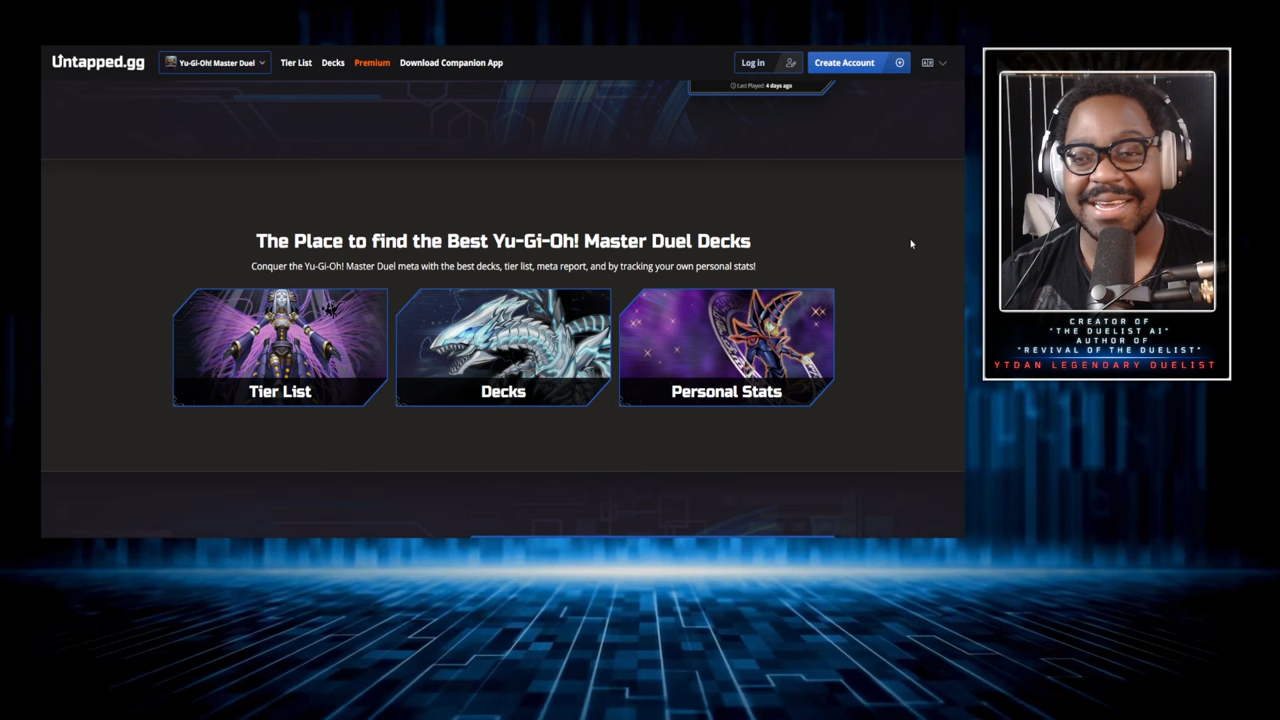 Untapped.gg
Yu-Gi-Oh! Master Duel
Tier List
Decks
Premium
Download Companion App
Log in
Create Account
Last Played: 4 days ago
The Place to find the Best Yu-Gi-Oh! Master Duel Decks
Conquer the Yu-Gi-Oh! Master Duel meta with the best decks, tier list, meta report, and by tracking your own personal stats!
Tier List
Decks
Personal Stats
CREATOR OF
"THE DUELIST AI"
AUTHOR OF
"REVIVAL OF THE DUELIST"
YTDAN LEGENDARY DUELIST